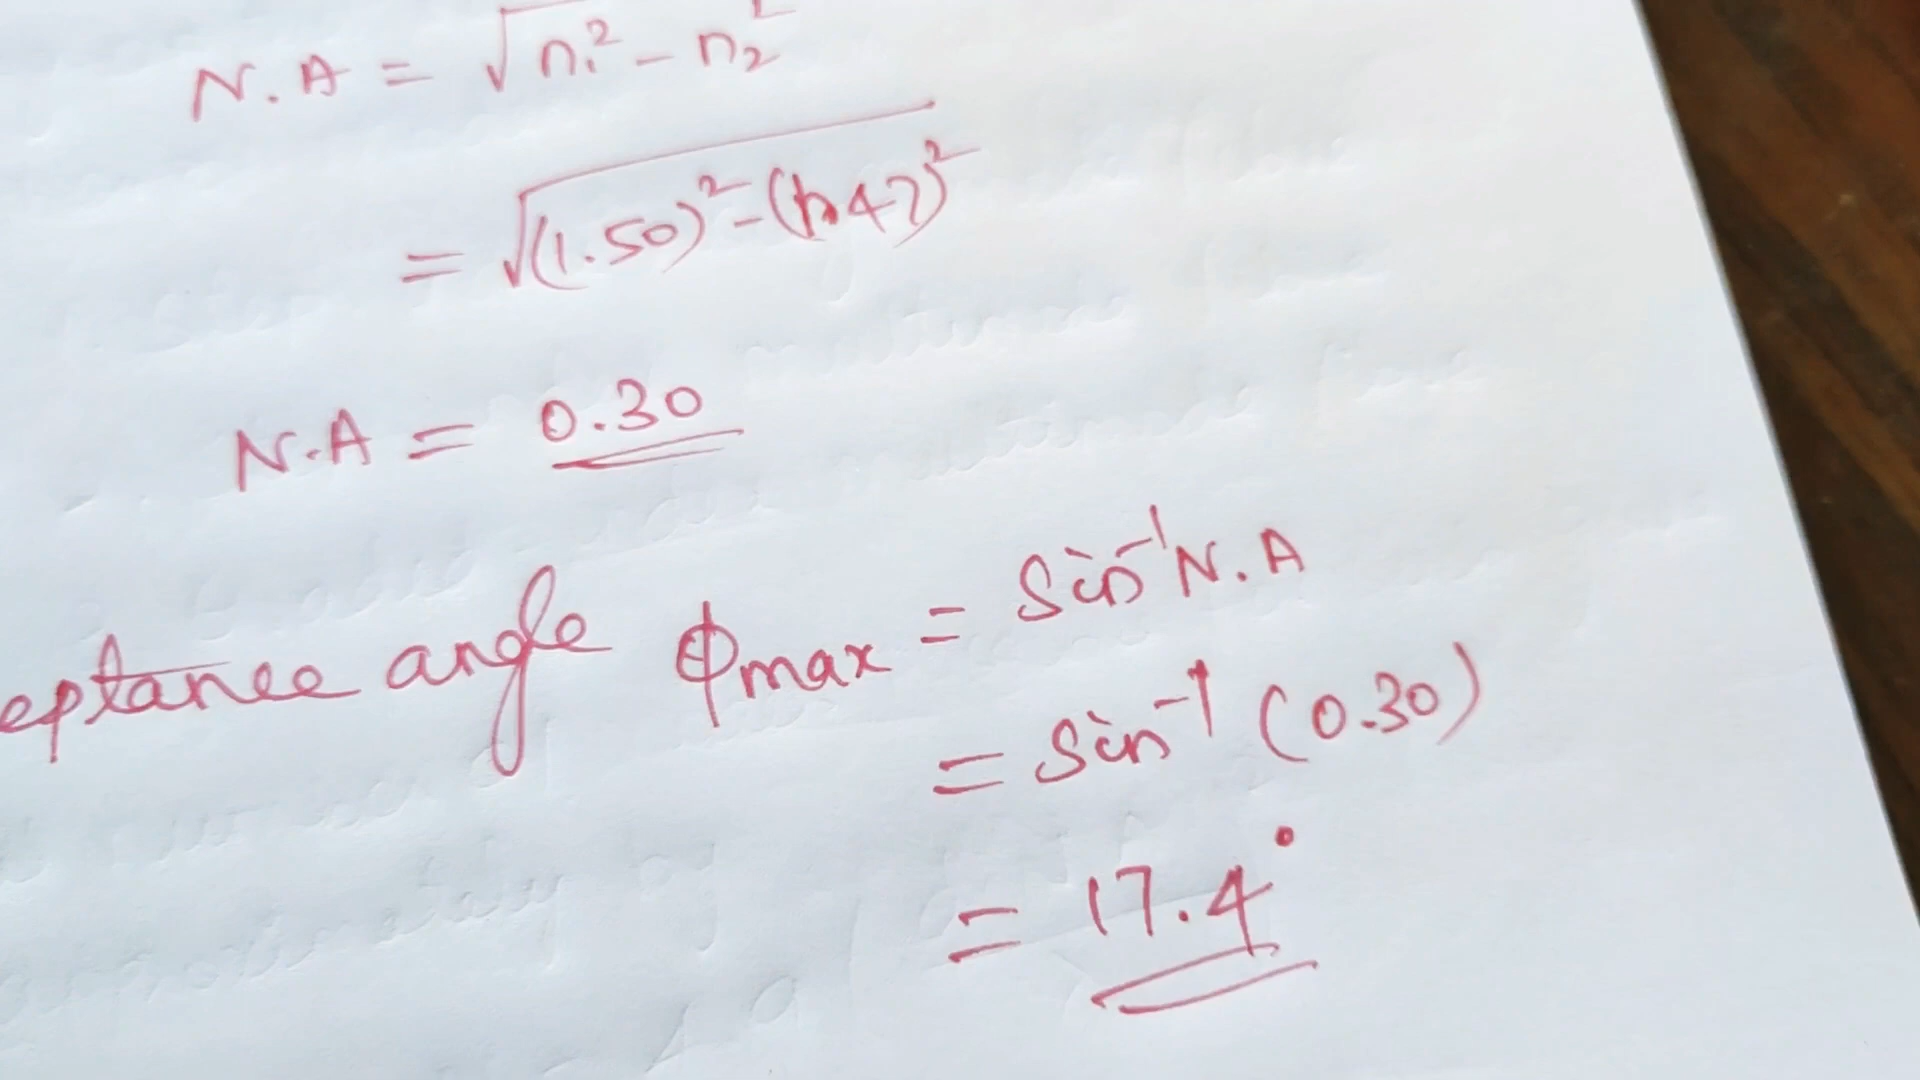 N.A = √n₁² - n₂²
= √(1.50)² - (1.47)²
N.A = 0.30
eptance angle ϕmax = Sin⁻¹ N.A
= Sin⁻¹ (0.30)
= 17.4°